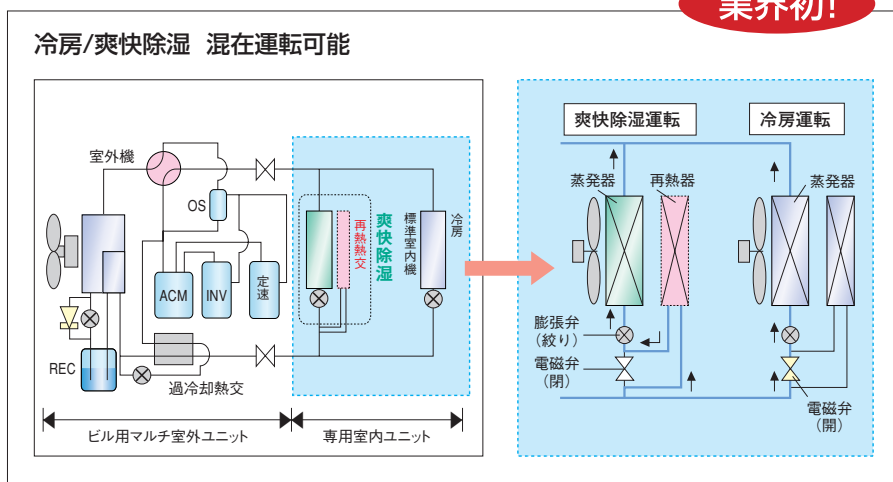 業界初!
冷房/爽快除湿 混在運転可能
室外機
OS
ACM
INV
定速
REC
過冷却熱交
再熱熱交
爽快除湿
標準室内機
冷房
ビル用マルチ室外ユニット
専用室内ユニット
爽快除湿運転
冷房運転
蒸発器
再熱器
蒸発器
膨張弁
(絞り)
電磁弁
(閉)
電磁弁
(開)